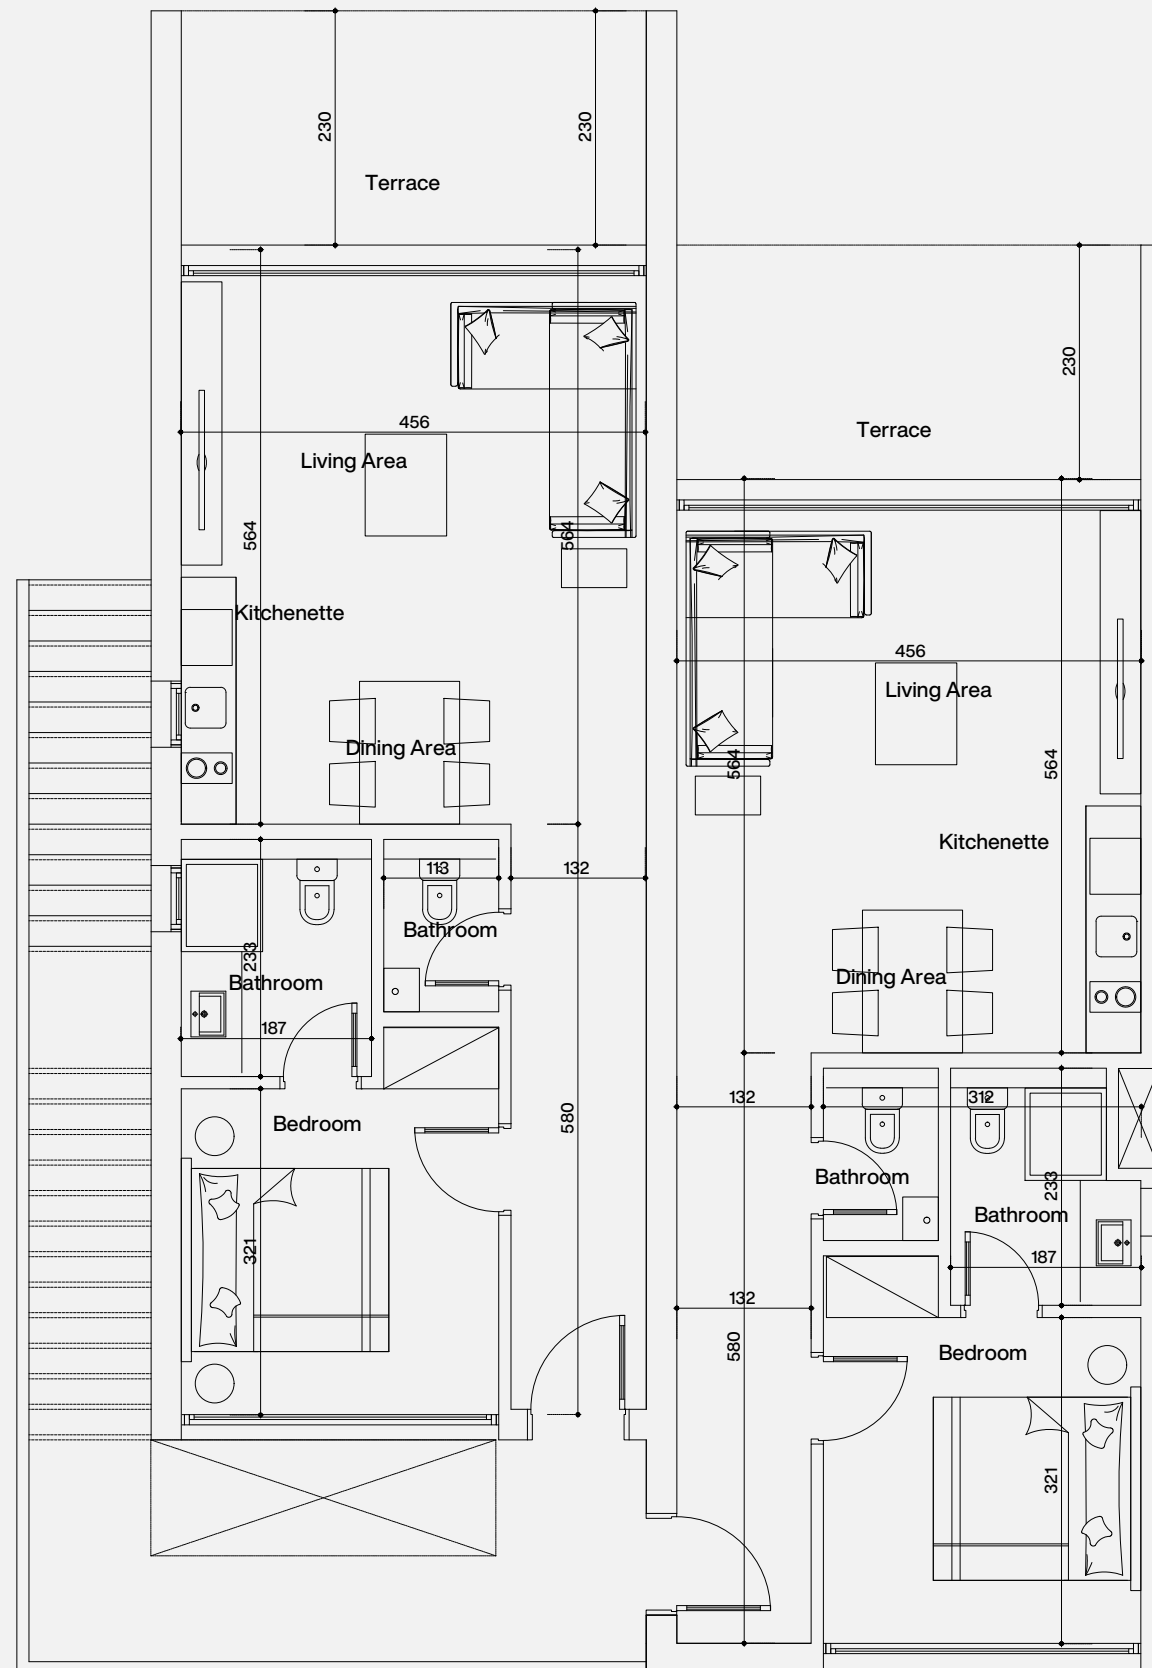 230
230
Terrace
230
456
Terrace
Living Area
564
564
Kitchenette
456
Living Area
Dining Area
564
564
Kitchenette
113
132
Bathroom
233
Bathroom
Dining Area
187
132
312
Bedroom
580
Bathroom
233
Bathroom
321
187
132
580
Bedroom
321